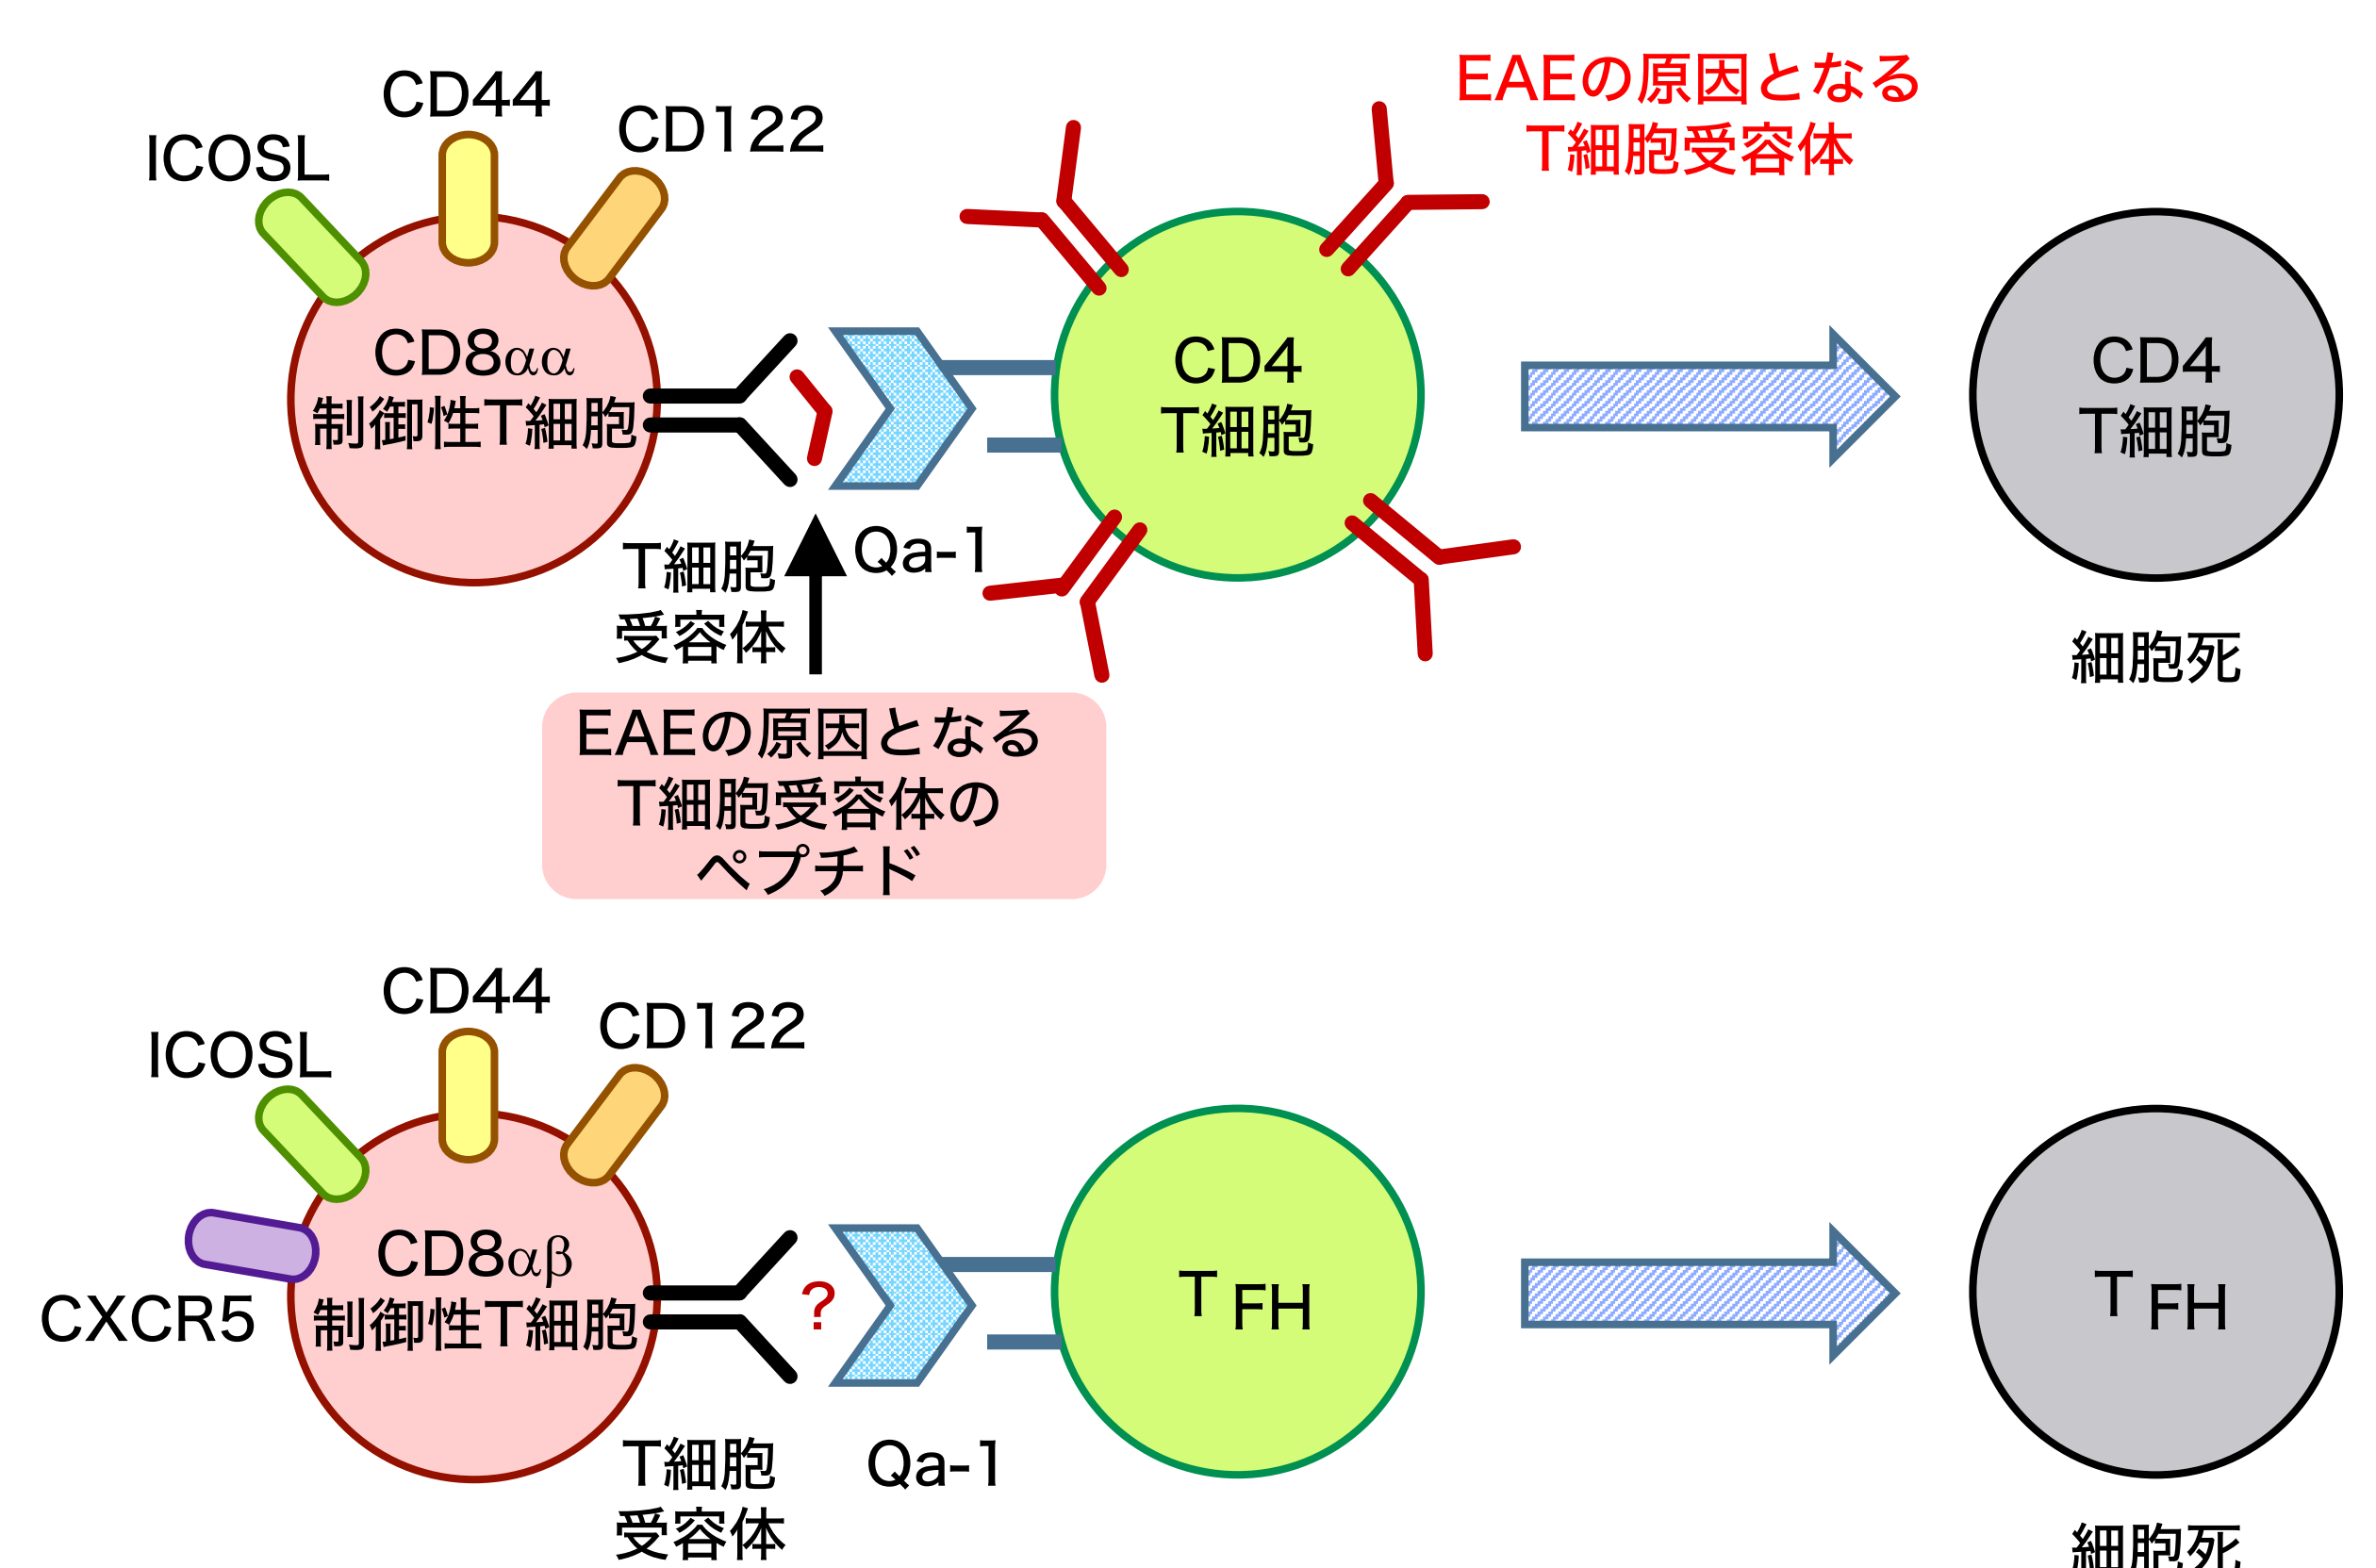 CD44
CD122
ICOSL
EAEの原因となる
T細胞受容体
CD8αα
制御性T細胞
CD4
T細胞
CD4
T細胞
T細胞
受容体
Qa-1
細胞死
EAEの原因となる
T細胞受容体の
ペプチド
CD44
CD122
ICOSL
CXCR5
CD8αβ
制御性T細胞
?
T FH
T FH
T細胞
受容体
Qa-1
細胞死